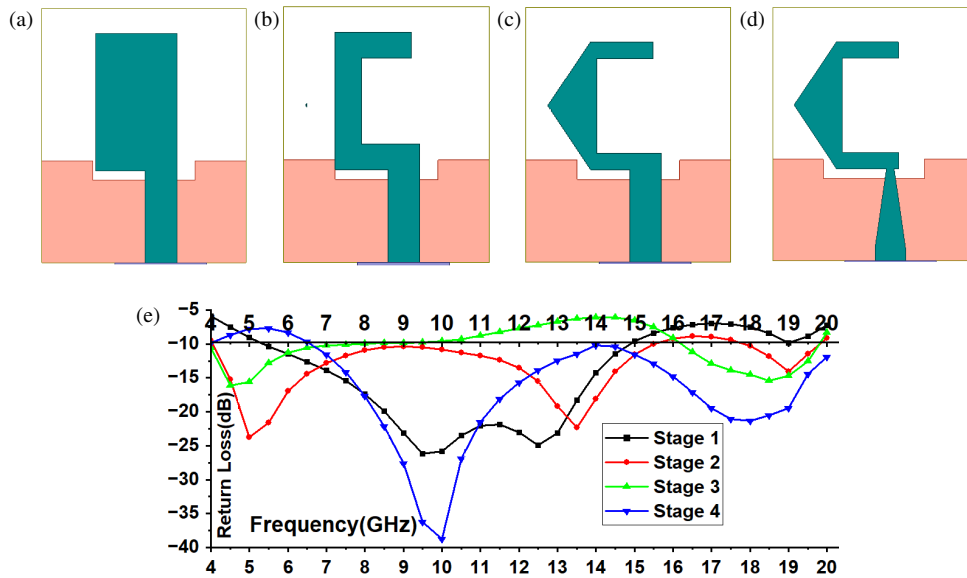 (a) (b) (c) (d)
(e)
−5
4 5 6 7 8 9 10 11 12 13 14 15 16 17 18 19 20
−10
−15
−20
−25
−30
−35
−40
Return Loss(dB)
Frequency(GHz)
Stage 1
Stage 2
Stage 3
Stage 4
4 5 6 7 8 9 10 11 12 13 14 15 16 17 18 19 20